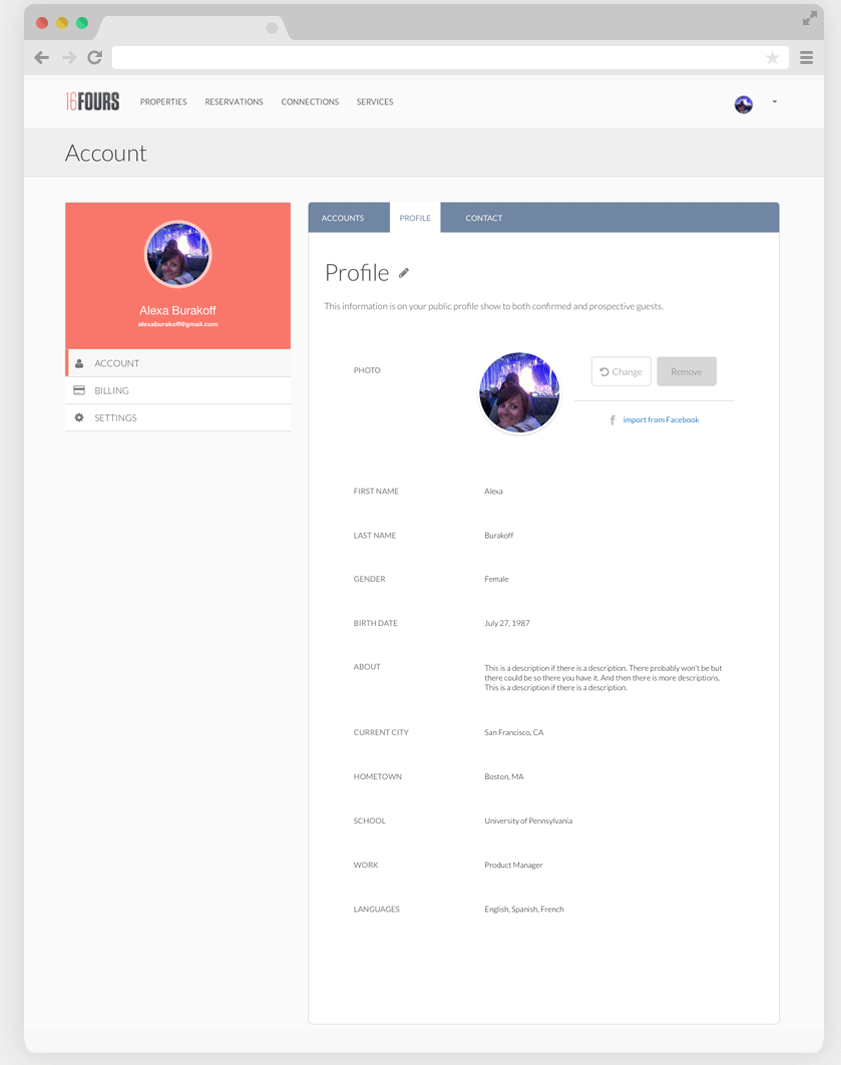 16FOURS PROPERTIES RESERVATIONS CONNECTIONS SERVICES
Account
Alexa Burakoff
alexaburakoff@gmail.com
ACCOUNT
BILLING
SETTINGS
ACCOUNTS PROFILE CONTACT
Profile
This information is on your public profile show to both confirmed and prospective guests.
PHOTO
Change Remove
f import from Facebook
FIRST NAME Alexa
LAST NAME Burakoff
GENDER Female
BIRTH DATE July 27, 1987
ABOUT This is a description if there is a description. There probably won't be but
there could be so there you have it. And then there is more descriptions.
This is a description if there is a description.
CURRENT CITY San Francisco, CA
HOMETOWN Boston, MA
SCHOOL University of Pennsylvania
WORK Product Manager
LANGUAGES English, Spanish, French